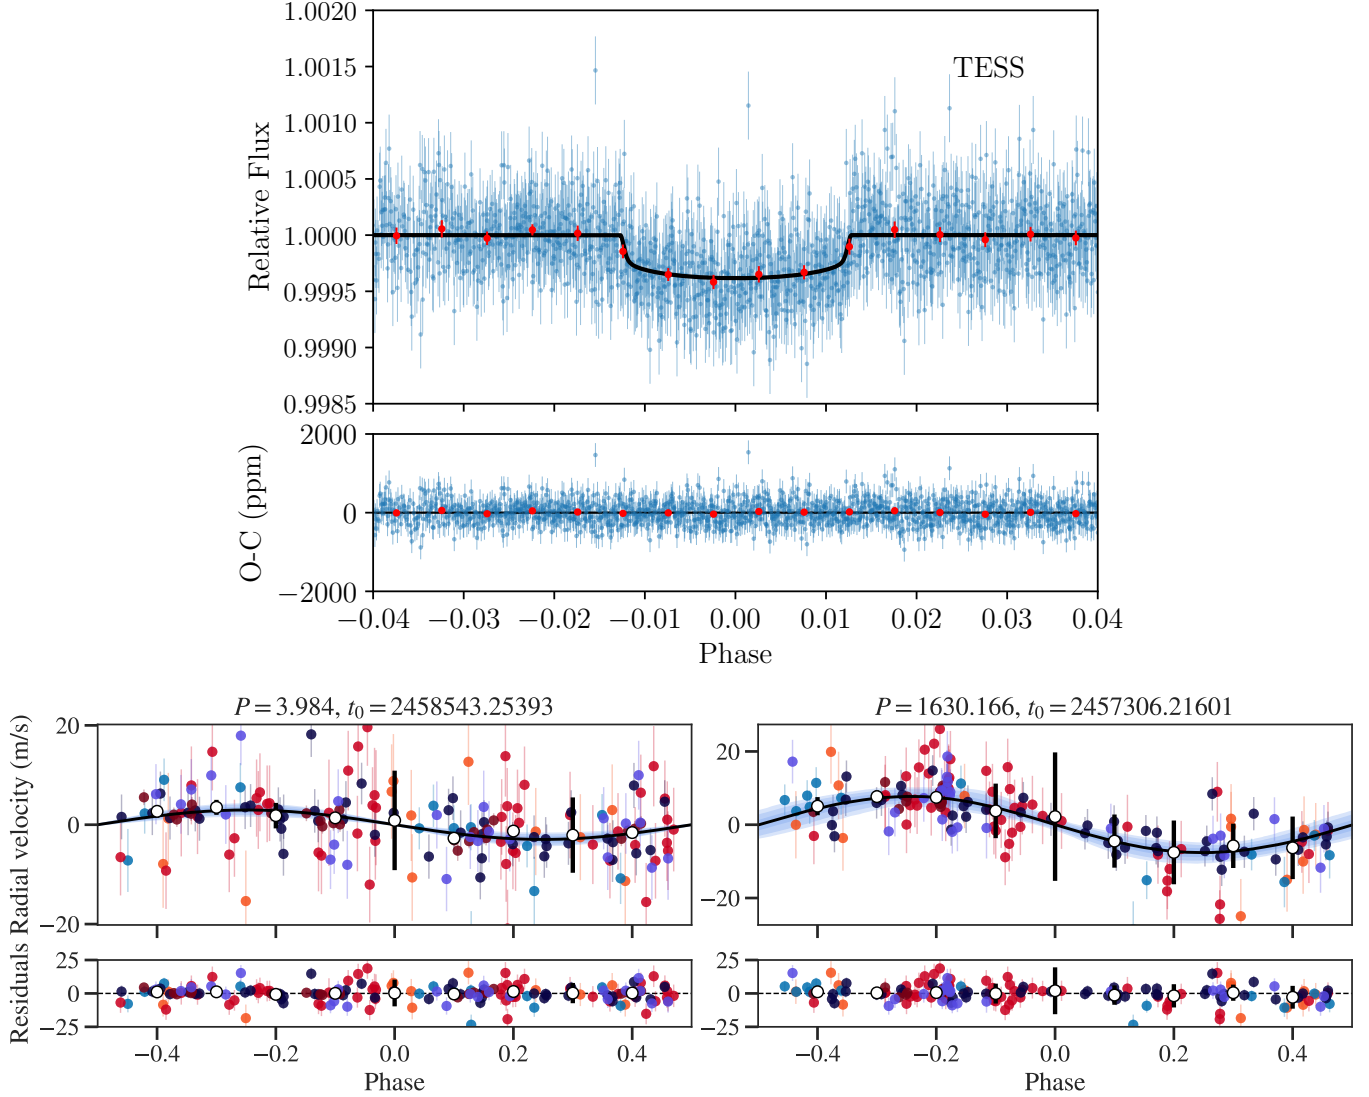 1.0020
1.0015
1.0010
1.0005
1.0000
0.9995
0.9990
0.9985
Relative Flux
TESS
2000
0
−2000
O-C (ppm)
−0.04 −0.03 −0.02 −0.01 0.00 0.01 0.02 0.03 0.04
Phase
P = 3.984, t0 = 2458543.25393
P = 1630.166, t0 = 2457306.21601
20
0
−20
Radial velocity (m/s)
20
0
−20
25
0
−25
Residuals
25
0
−25
−0.4 −0.2 0.0 0.2 0.4
Phase
−0.4 −0.2 0.0 0.2 0.4
Phase